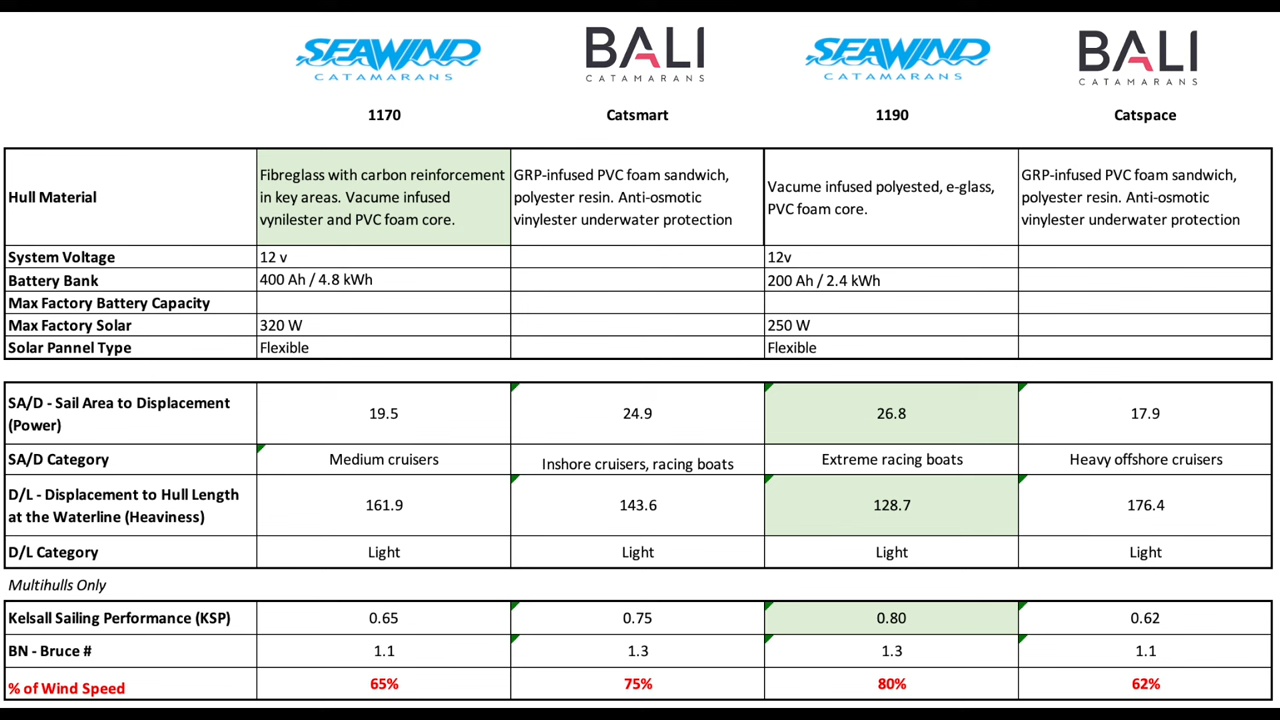 SEAWIND
CATAMARANS
BALI
CATAMARANS
SEAWIND
CATAMARANS
BALI
CATAMARANS
1170 Catsmart 1190 Catspace
Hull Material
Fibreglass with carbon reinforcement
in key areas. Vacume infused
vynilester and PVC foam core.
GRP-infused PVC foam sandwich,
polyester resin. Anti-osmotic
vinylester underwater protection
Vacume infused polyested, e-glass,
PVC foam core.
GRP-infused PVC foam sandwich,
polyester resin. Anti-osmotic
vinylester underwater protection
System Voltage 12 v 12v
Battery Bank 400 Ah / 4.8 kWh 200 Ah / 2.4 kWh
Max Factory Battery Capacity
Max Factory Solar 320 W 250 W
Solar Pannel Type Flexible Flexible
SA/D - Sail Area to Displacement
(Power)
19.5 24.9 26.8 17.9
SA/D Category Medium cruisers Inshore cruisers, racing boats Extreme racing boats Heavy offshore cruisers
D/L - Displacement to Hull Length
at the Waterline (Heaviness)
161.9 143.6 128.7 176.4
D/L Category Light Light Light Light
Multihulls Only
Kelsall Sailing Performance (KSP) 0.65 0.75 0.80 0.62
BN - Bruce # 1.1 1.3 1.3 1.1
% of Wind Speed 65% 75% 80% 62%